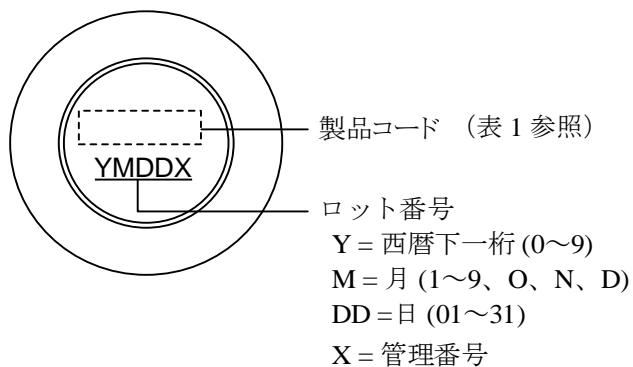 製品コード （表 1 参照）
YMDDX
ロット番号
Y = 西暦下一桁 (0～9)
M = 月 (1～9、O、N、D)
DD =日 (01～31)
X = 管理番号